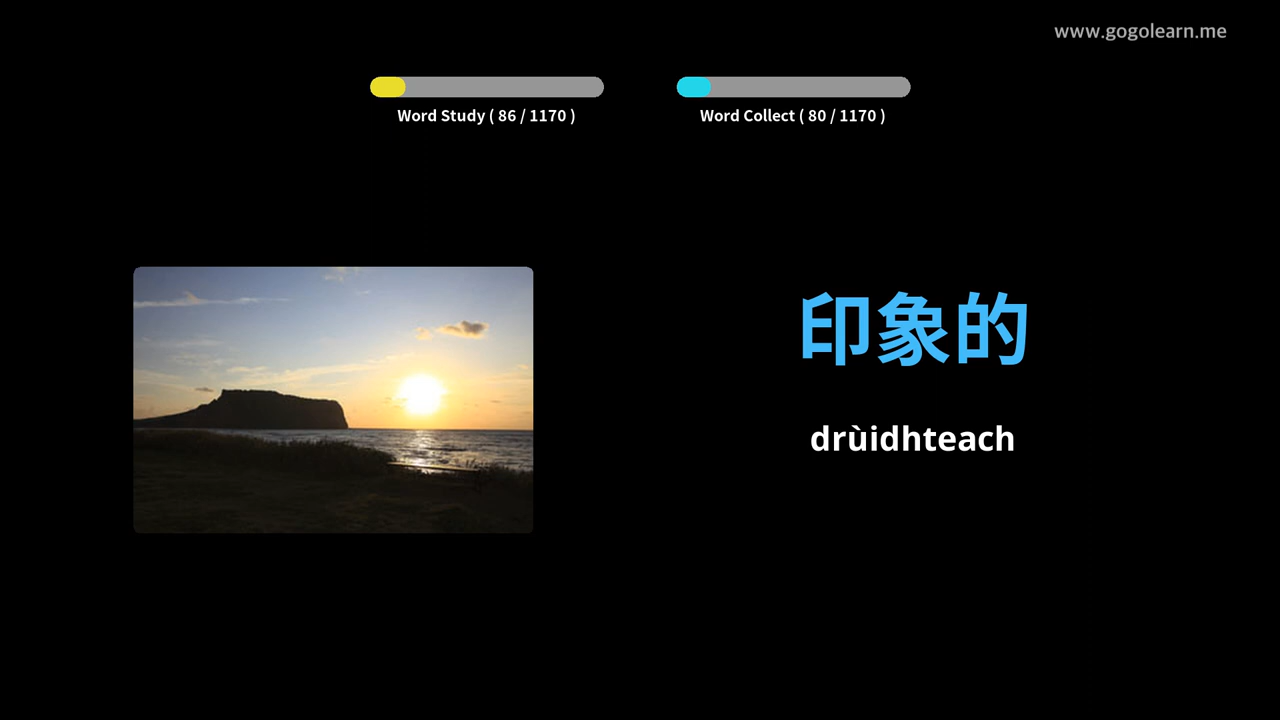 www.gogolearn.me
Word Study ( 86 / 1170 )
Word Collect ( 80 / 1170 )
印象的
drùidhteach